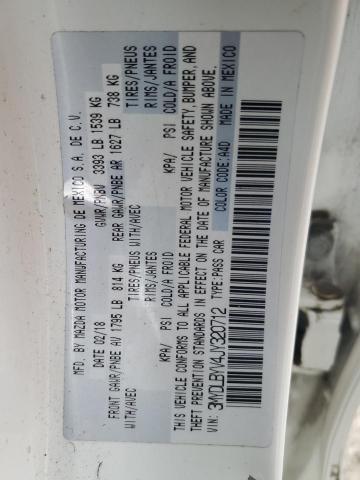 MFD. BY MAZDA MOTOR MANUFACTURING DE MEXICO S.A. DE C.V.
DATE 02/18 GVWR/PNBV 3393 LB 1539 KG
FRONT GAWR/PNBE AV 1795 LB 814 KG REAR GAWR/PNBE AR 1627 LB 738 KG
WITH/AVEC TIRES/PNEUS WITH/AVEC TIRES/PNEUS
RIMS/JANTES RIMS/JANTES
KPA/ PSI COLD/A FROID KPA/ PSI COLD/A FROID
THIS VEHICLE CONFORMS TO ALL APPLICABLE FEDERAL MOTOR VEHICLE SAFETY, BUMPER, AND
THEFT PREVENTION STANDARDS IN EFFECT ON THE DATE OF MANUFACTURE SHOWN ABOVE.
VIN: TYPE:PASS CAR MADE IN MEXICO
COLOR CODE:A4D